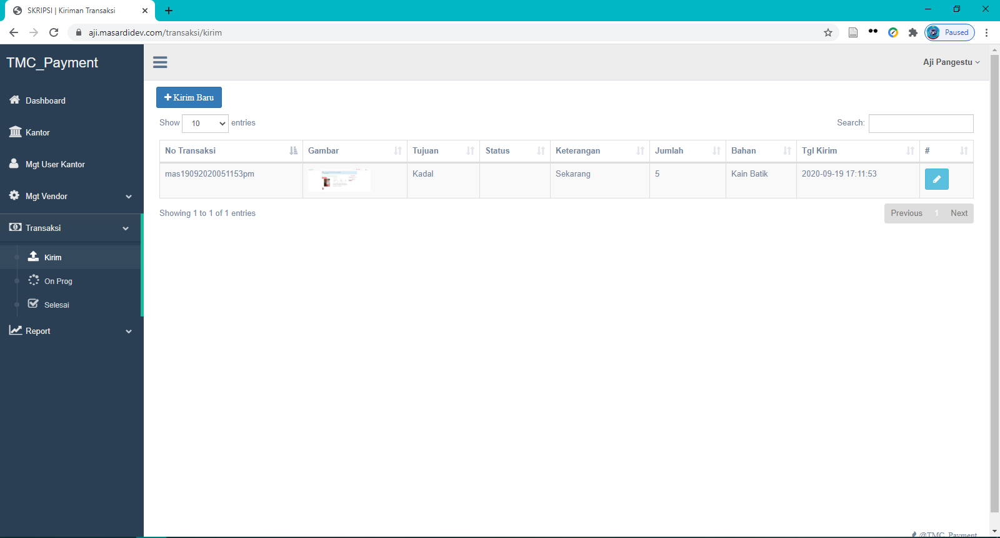 SKRIPSI | Kiriman Transaksi
aji.masardidev.com/transaksi/kirim
Paused
TMC_Payment
Aji Pangestu
Dashboard
Kantor
Mgt User Kantor
Mgt Vendor
Transaksi
Kirim
On Prog
Selesai
Report
Kirim Baru
Show 10 entries
Search:
No Transaksi Gambar Tujuan Status Keterangan Jumlah Bahan Tgl Kirim #
mas19092020051153pm Kadal Sekarang 5 Kain Batik 2020-09-19 17:11:53
Showing 1 to 1 of 1 entries
Previous 1 Next
@TMC_Payment